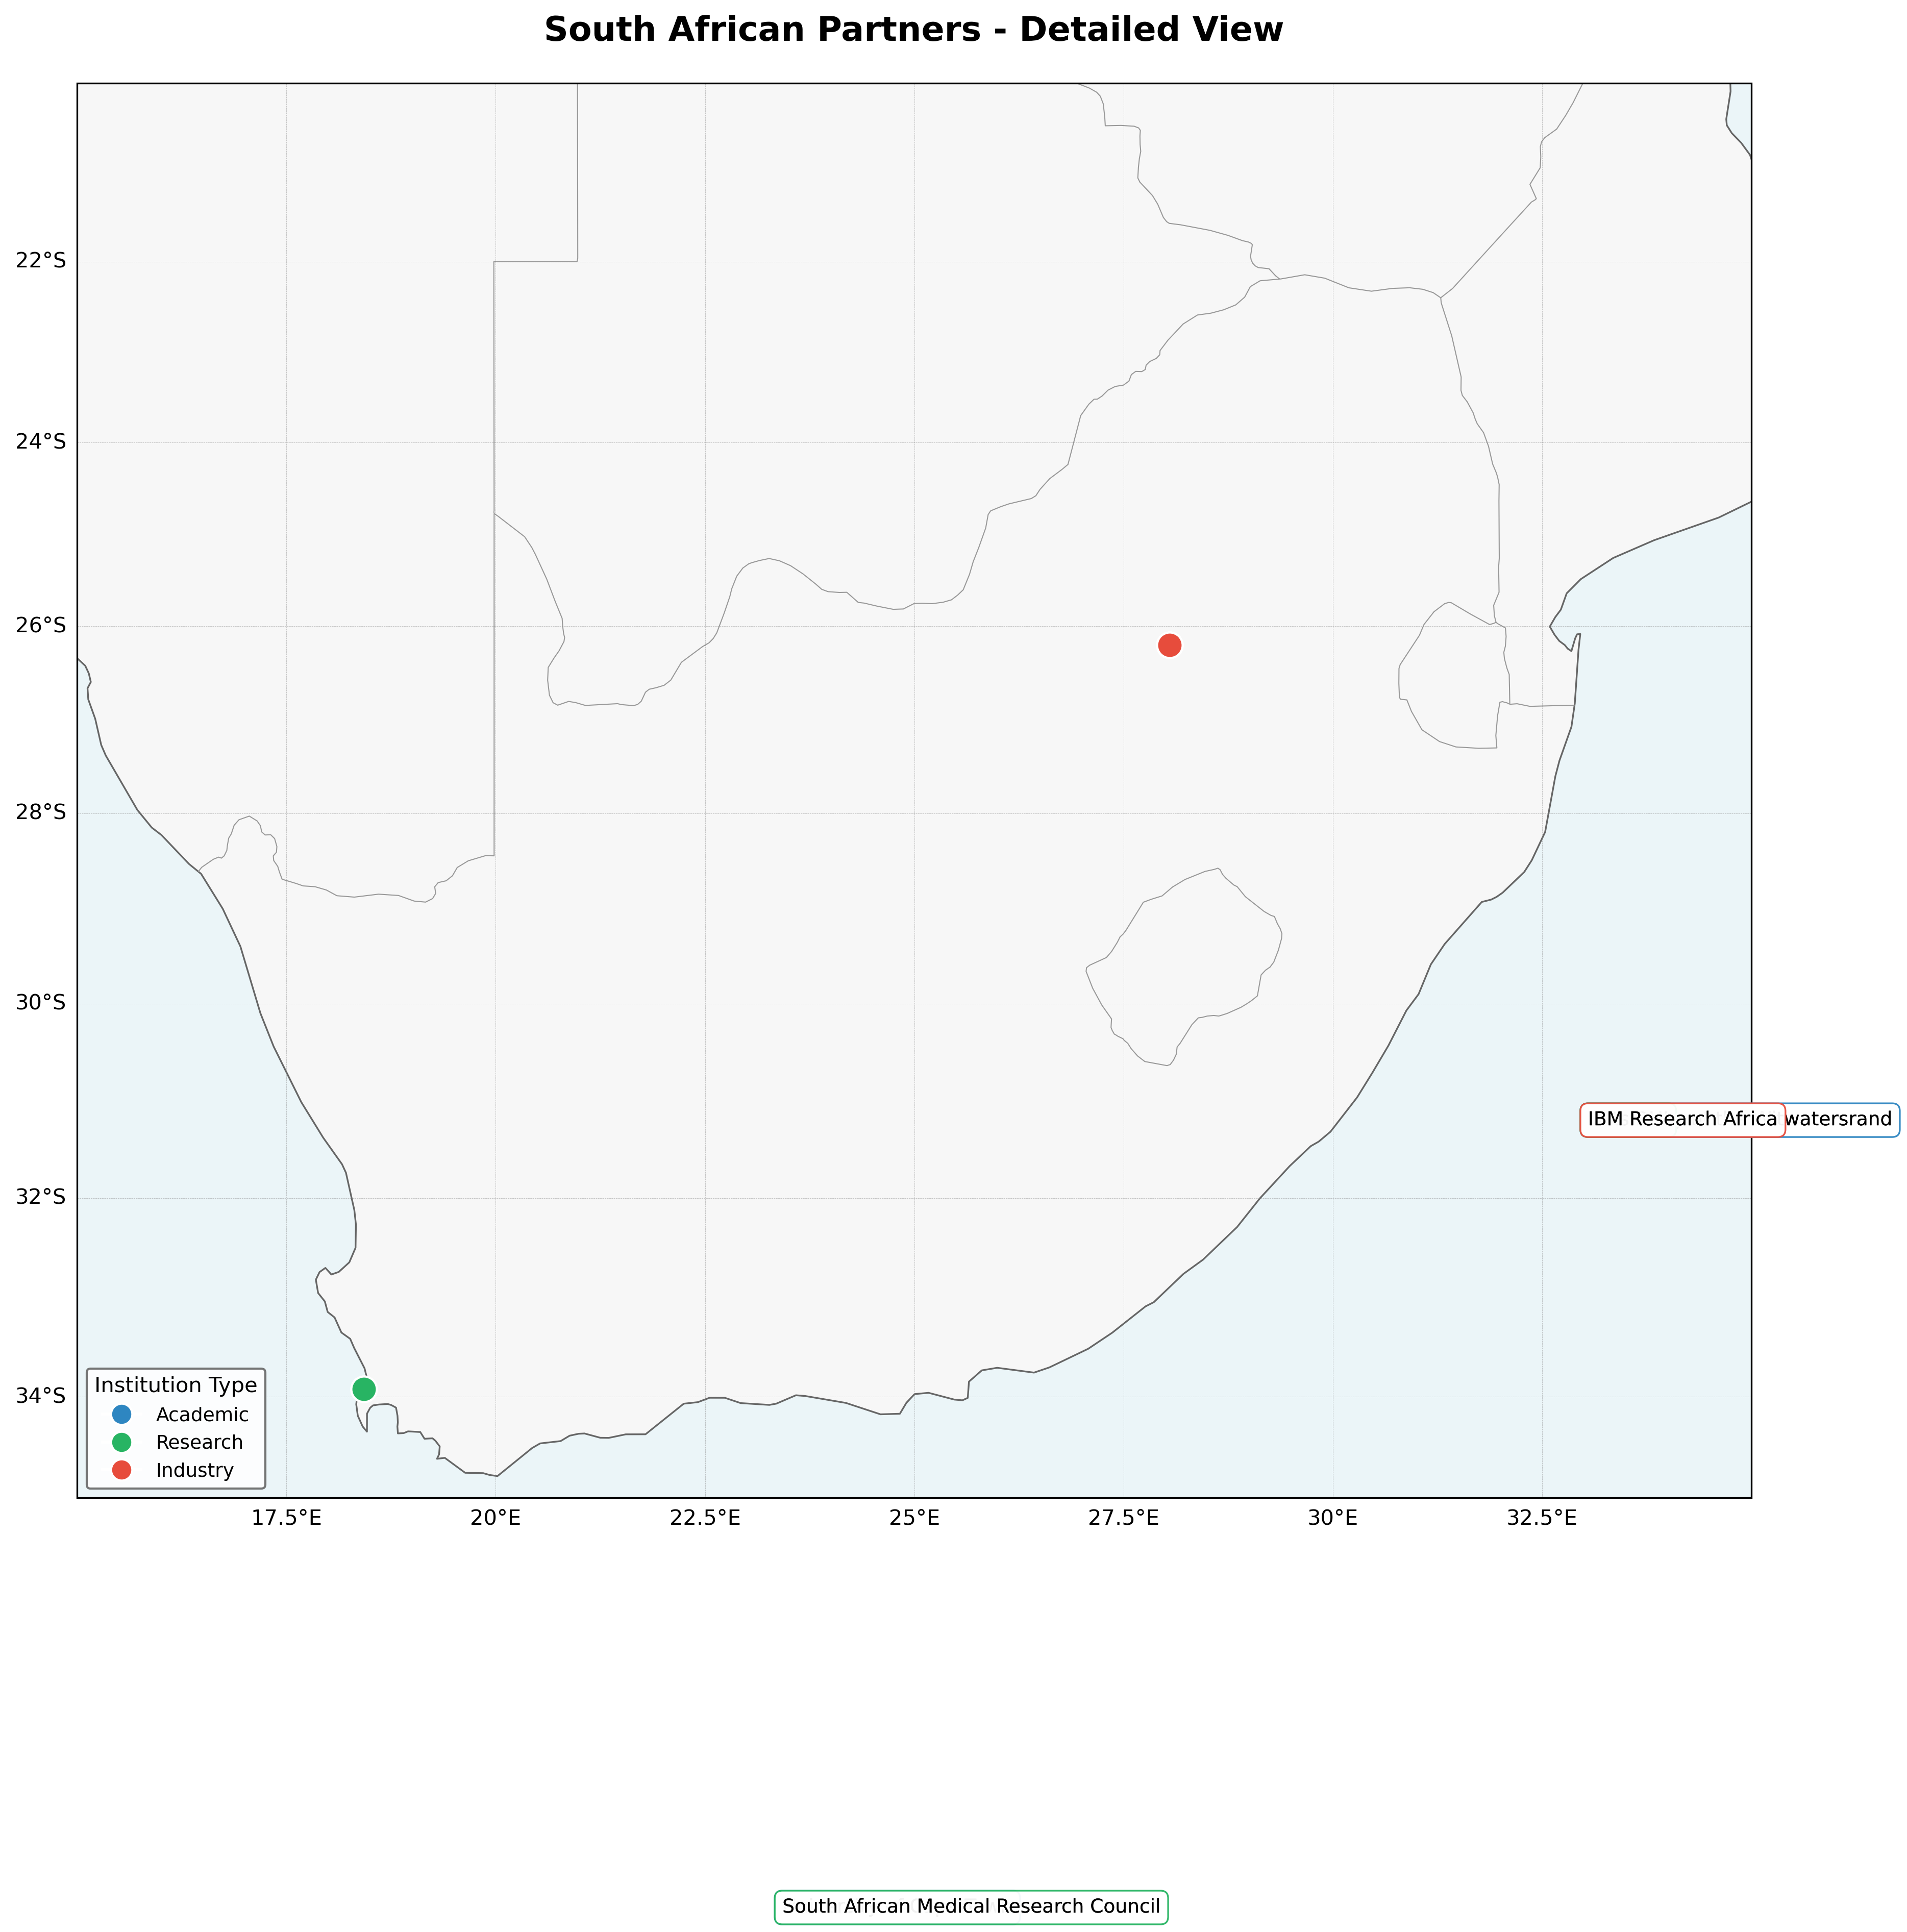 South African Partners - Detailed View
22°S
24°S
26°S
28°S
30°S
IBM Research Africa watersrand
32°S
34°S
Institution Type
Academic
Research
Industry
17.5°E 20°E 22.5°E 25°E 27.5°E 30°E 32.5°E
South African Medical Research Council